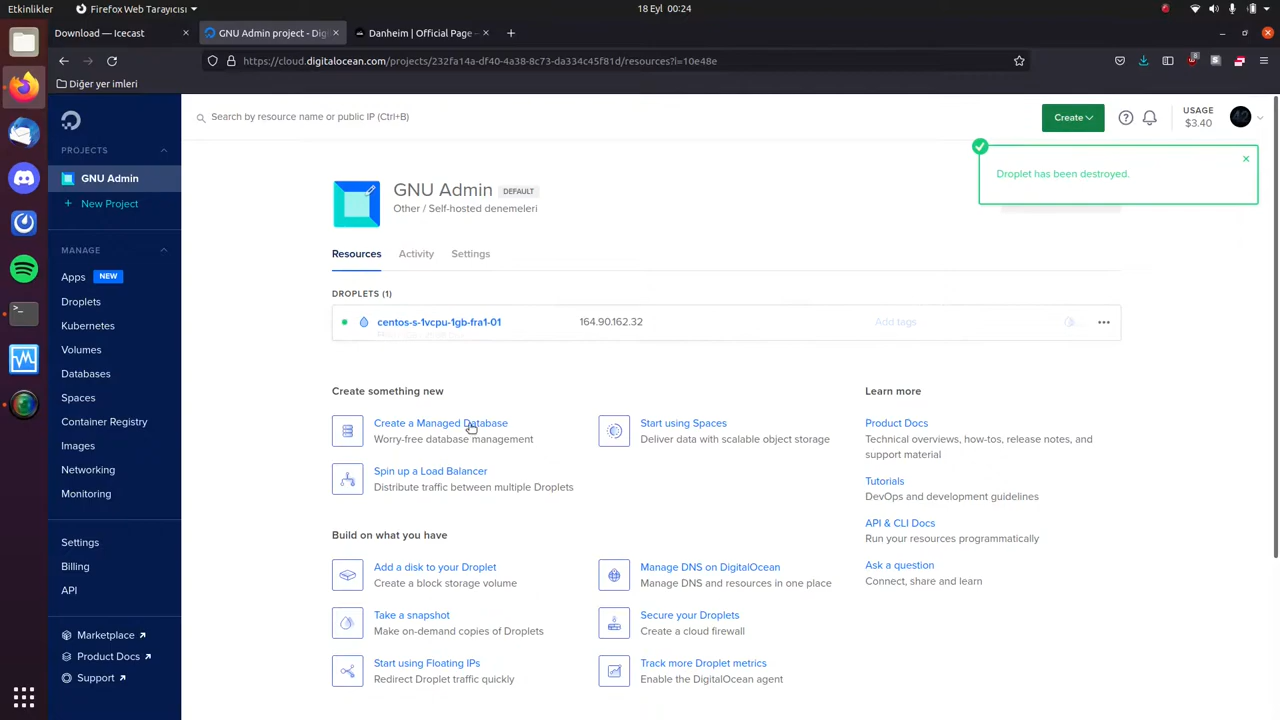 Etkinlikler
Firefox Web Tarayıcısı
18 Eyl 00:24
Download — Icecast
GNU Admin project - Digi
Danheim | Official Page -
https://cloud.digitalocean.com/projects/232fa14a-df40-4a38-8c73-da334c45f81d/resources?i=10e48e
Diğer yer imleri
Search by resource name or public IP (Ctrl+B)
Create
USAGE
$3.40
Droplet has been destroyed.
PROJECTS
GNU Admin
+ New Project
MANAGE
Apps NEW
Droplets
Kubernetes
Volumes
Databases
Spaces
Container Registry
Images
Networking
Monitoring
Settings
Billing
API
Marketplace
Product Docs
Support
GNU Admin DEFAULT
Other / Self-hosted denemeleri
Resources Activity Settings
DROPLETS (1)
centos-s-1vcpu-1gb-fra1-01 164.90.162.32 Add tags
Create something new
Create a Managed Database
Worry-free database management
Start using Spaces
Deliver data with scalable object storage
Spin up a Load Balancer
Distribute traffic between multiple Droplets
Build on what you have
Add a disk to your Droplet
Create a block storage volume
Manage DNS on DigitalOcean
Manage DNS and resources in one place
Take a snapshot
Make on-demand copies of Droplets
Secure your Droplets
Create a cloud firewall
Start using Floating IPs
Redirect Droplet traffic quickly
Track more Droplet metrics
Enable the DigitalOcean agent
Learn more
Product Docs
Technical overviews, how-tos, release notes, and
support material
Tutorials
DevOps and development guidelines
API & CLI Docs
Run your resources programmatically
Ask a question
Connect, share and learn